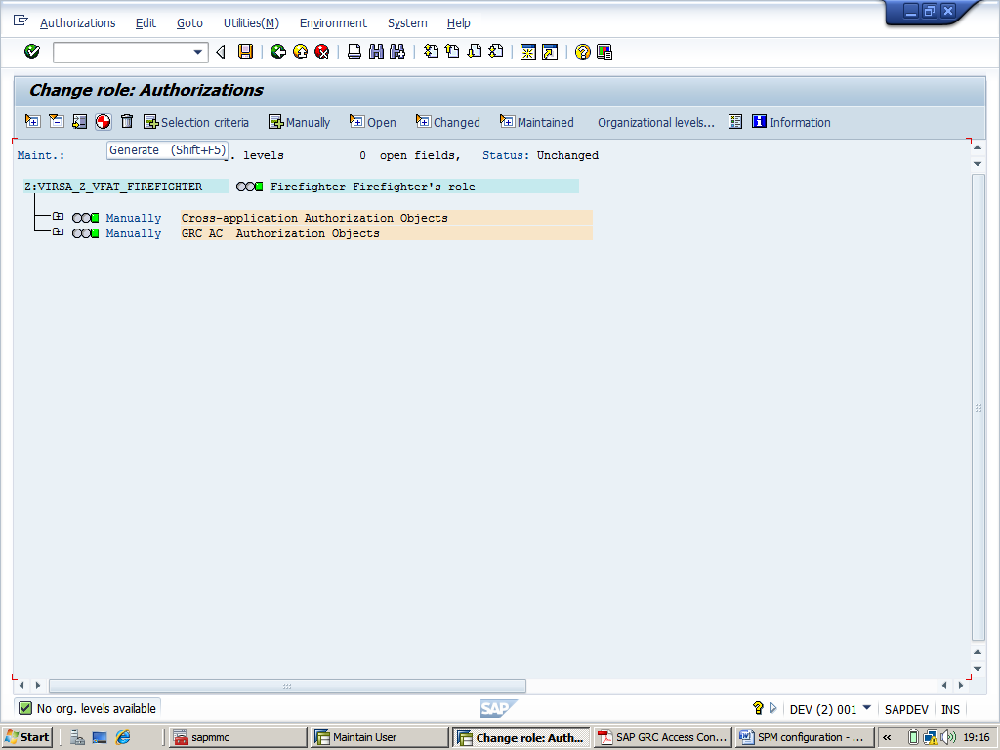 Authorizations Edit Goto Utilities(M) Environment System Help
Change role: Authorizations
Selection criteria Manually Open Changed Maintained Organizational levels... Information
Maint.: Generate (Shift+F5) . levels 0 open fields, Status: Unchanged
Z:VIRSA_Z_VFAT_FIREFIGHTER Firefighter Firefighter's role
Manually Cross-application Authorization Objects
Manually GRC AC Authorization Objects
No org. levels available SAP DEV (2) 001 SAPDEV INS
Start sapmmc Maintain User Change role: Auth... SAP GRC Access Con... SPM configuration - ... « 19:16